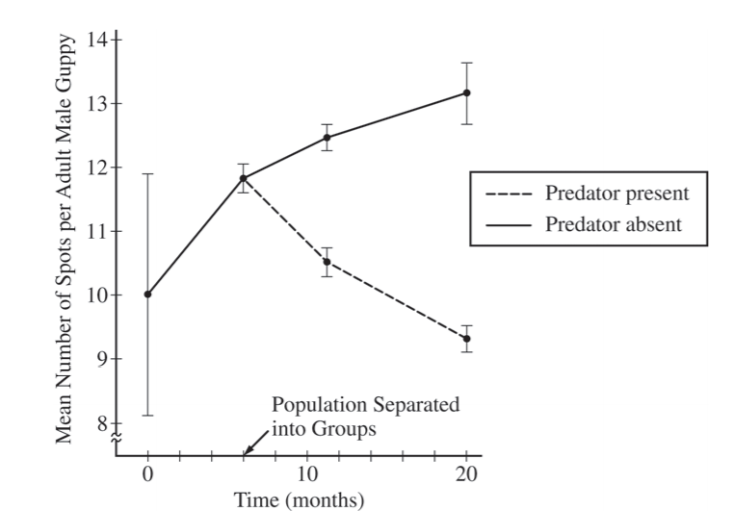 Mean Number of Spots per Adult Male Guppy
14
13
12
11
10
9
8
Predator present
Predator absent
Population Separated
into Groups
0
10
20
Time (months)